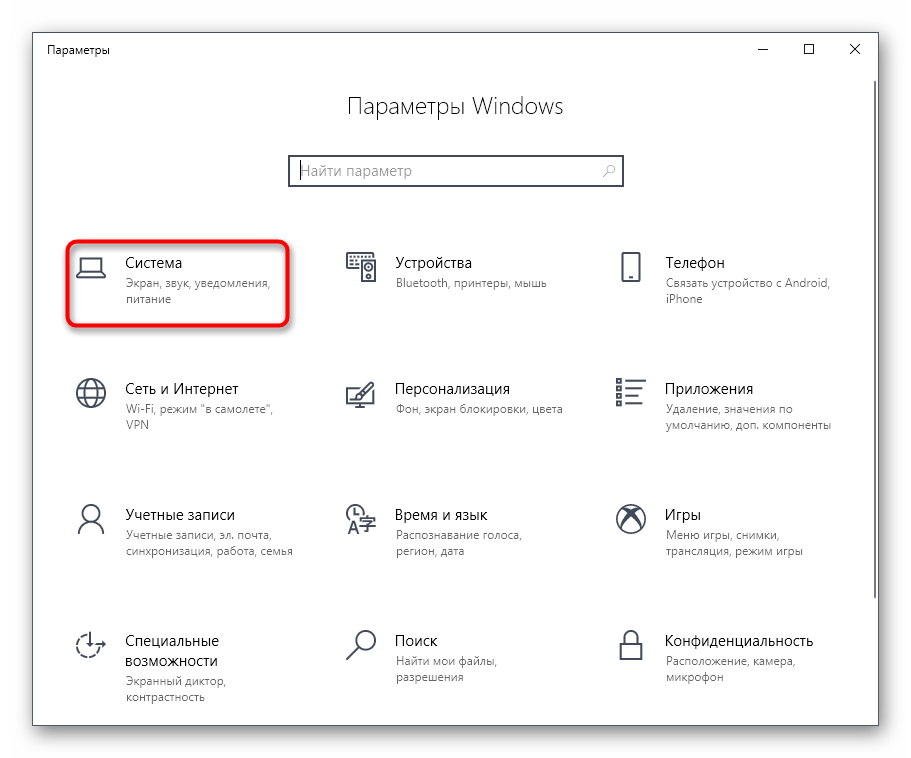 Параметры
Параметры Windows
Найти параметр
Система
Экран, звук, уведомления,
питание
Устройства
Bluetooth, принтеры, мышь
Телефон
Связать устройство с Android,
iPhone
Сеть и Интернет
Wi-Fi, режим "в самолете",
VPN
Персонализация
Фон, экран блокировки, цвета
Приложения
Удаление, значения по
умолчанию, доп. компоненты
Учетные записи
Учетные записи, эл. почта,
синхронизация, работа, семья
Время и язык
Распознавание голоса,
регион, дата
Игры
Меню игры, снимки,
трансляция, режим игры
Специальные
возможности
Экранный диктор,
контрастность
Поиск
Найти мои файлы,
разрешения
Конфиденциальность
Расположение, камера,
микрофон